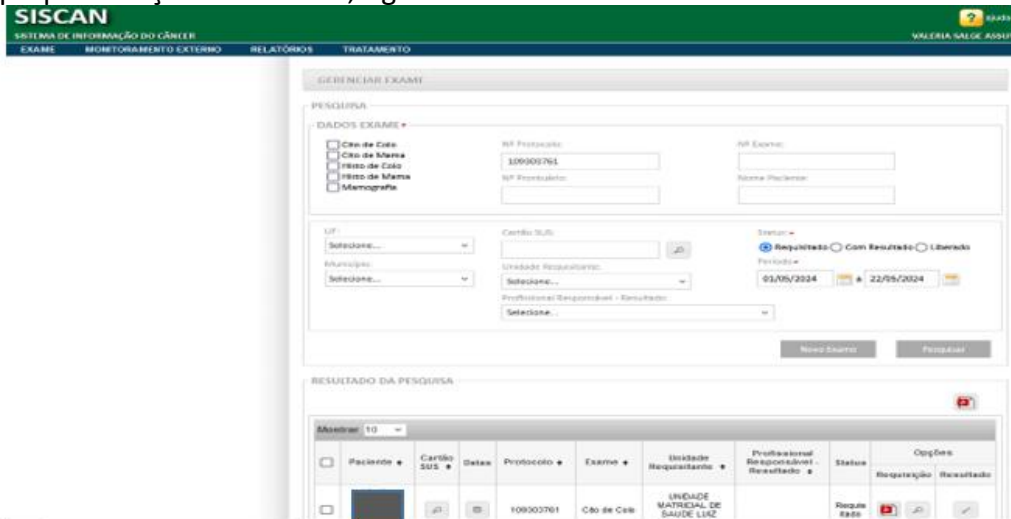 SISCAN
SISTEMA DE INFORMAÇÃO DO CÂNCER
? ajuda
EXAME MONITORAMENTO EXTERNO RELATÓRIOS TRATAMENTO
GERENCIAR EXAME
PESQUISA
DADOS EXAME
Cito de Colo
Cito de Mama
Histo de Colo
Histo de Mama
Mamografia
Nº Protocolo:
109303761
Nº Exame:
Nº Prontuário:
Nome Paciente:
UF:
Selecione...
Município:
Selecione...
Cartão SUS:
Unidade Requisitante:
Selecione...
Profissional Responsável - Resultado:
Selecione...
Status:
Requisitado Com Resultado Liberado
Período
01/05/2024 a 22/05/2024
Novo Exame Pesquisar
RESULTADO DA PESQUISA
Mostrar 10
Paciente
Cartão SUS
Datas
Protocolo
Exame
Unidade Requisitante
Profissional Responsável - Resultado
Status
Opções
Requisição Resultado
109303761
Cito de Colo
UNIDADE MATRICIAL DE SAÚDE LUIZ
Requisitado